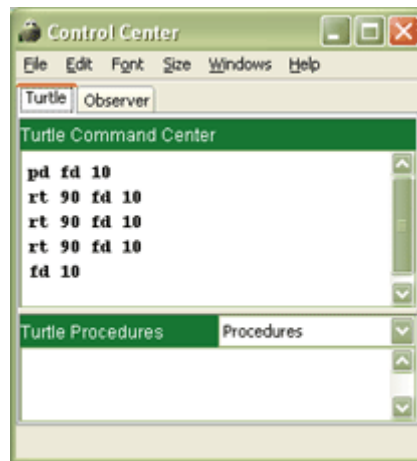 Control Center
File Edit Font Size Windows Help
Turtle Observer
Turtle Command Center
pd fd 10
rt 90 fd 10
rt 90 fd 10
rt 90 fd 10
fd 10
Turtle Procedures Procedures